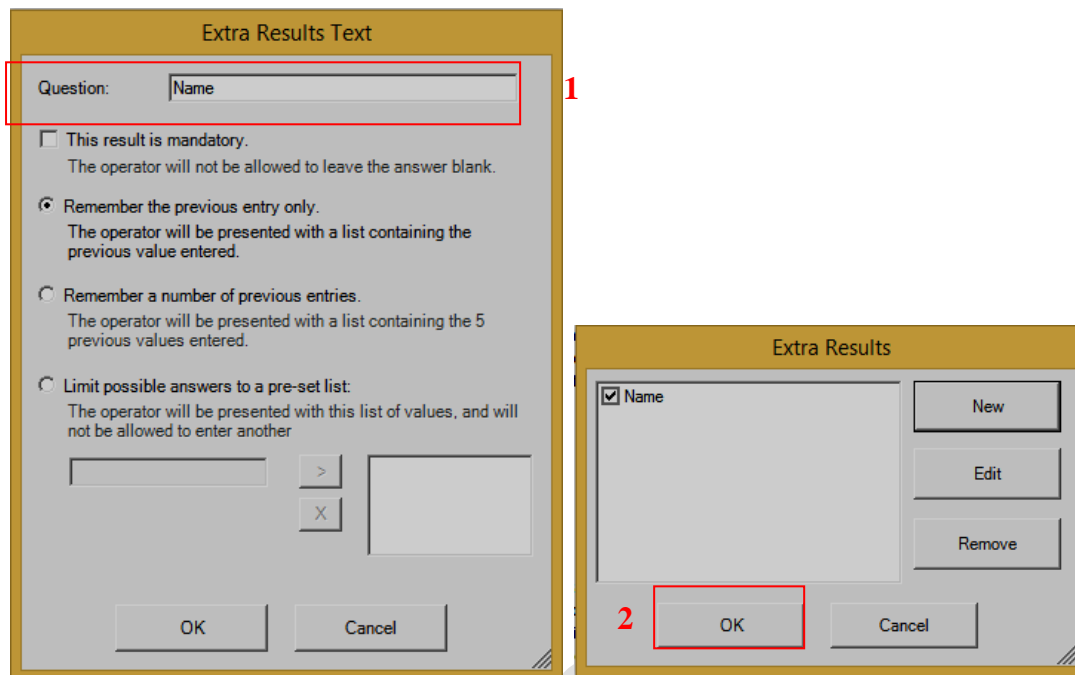 Extra Results Text
Question:
Name
1
This result is mandatory.
The operator will not be allowed to leave the answer blank.
Remember the previous entry only.
The operator will be presented with a list containing the
previous value entered.
Remember a number of previous entries.
The operator will be presented with a list containing the 5
previous values entered.
Limit possible answers to a pre-set list:
The operator will be presented with this list of values, and will
not be allowed to enter another
>
X
OK
Cancel
Extra Results
Name
New
Edit
Remove
2
OK
Cancel